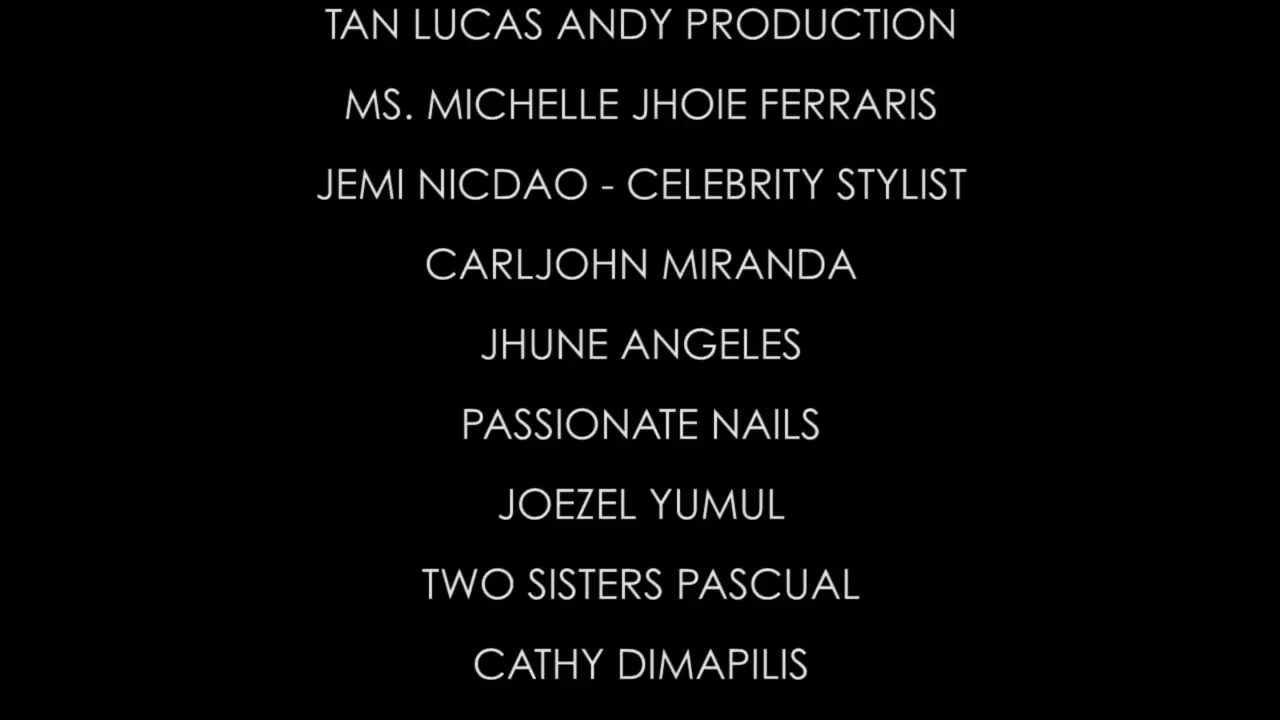 TAN LUCAS ANDY PRODUCTION
MS. MICHELLE JHOIE FERRARIS
JEMI NICDAO - CELEBRITY STYLIST
CARLJOHN MIRANDA
JHUNE ANGELES
PASSIONATE NAILS
JOEZEL YUMUL
TWO SISTERS PASCUAL
CATHY DIMAPILIS